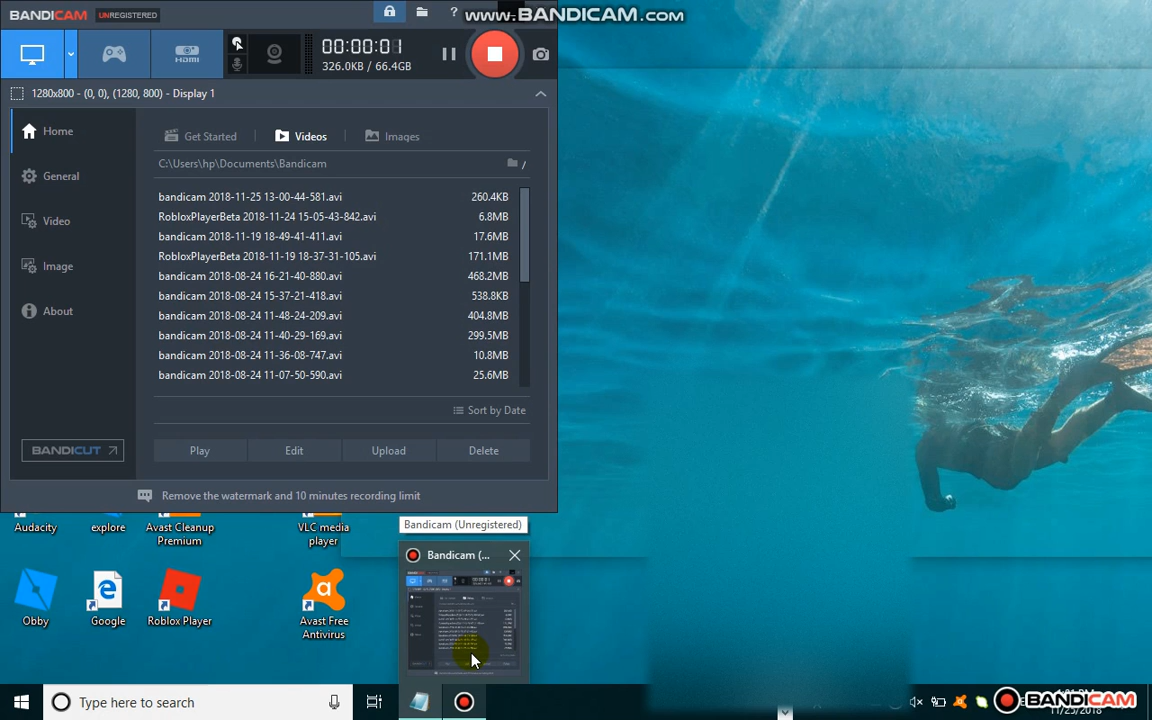 BANDICAM UNREGISTERED
?
www.BANDICAM.com
HDMI
00:00:01
326.0KB / 66.4GB
1280x800 - (0, 0), (1280, 800) - Display 1
Home
General
Video
Image
About
BANDICUT
Get Started
Videos
Images
C:\Users\hp\Documents\Bandicam
/
bandicam 2018-11-25 13-00-44-581.avi 260.4KB
RobloxPlayerBeta 2018-11-24 15-05-43-842.avi 6.8MB
bandicam 2018-11-19 18-49-41-411.avi 17.6MB
RobloxPlayerBeta 2018-11-19 18-37-31-105.avi 171.1MB
bandicam 2018-08-24 16-21-40-880.avi 468.2MB
bandicam 2018-08-24 15-37-21-418.avi 538.8KB
bandicam 2018-08-24 11-48-24-209.avi 404.8MB
bandicam 2018-08-24 11-40-29-169.avi 299.5MB
bandicam 2018-08-24 11-36-08-747.avi 10.8MB
bandicam 2018-08-24 11-07-50-590.avi 25.6MB
Sort by Date
Play
Edit
Upload
Delete
Remove the watermark and 10 minutes recording limit
Audacity
explore
Avast Cleanup
Premium
VLC media
player
Bandicam (Unregistered)
Bandicam (...
Obby
Google
Roblox Player
Avast Free
Antivirus
Type here to search
BANDICAM